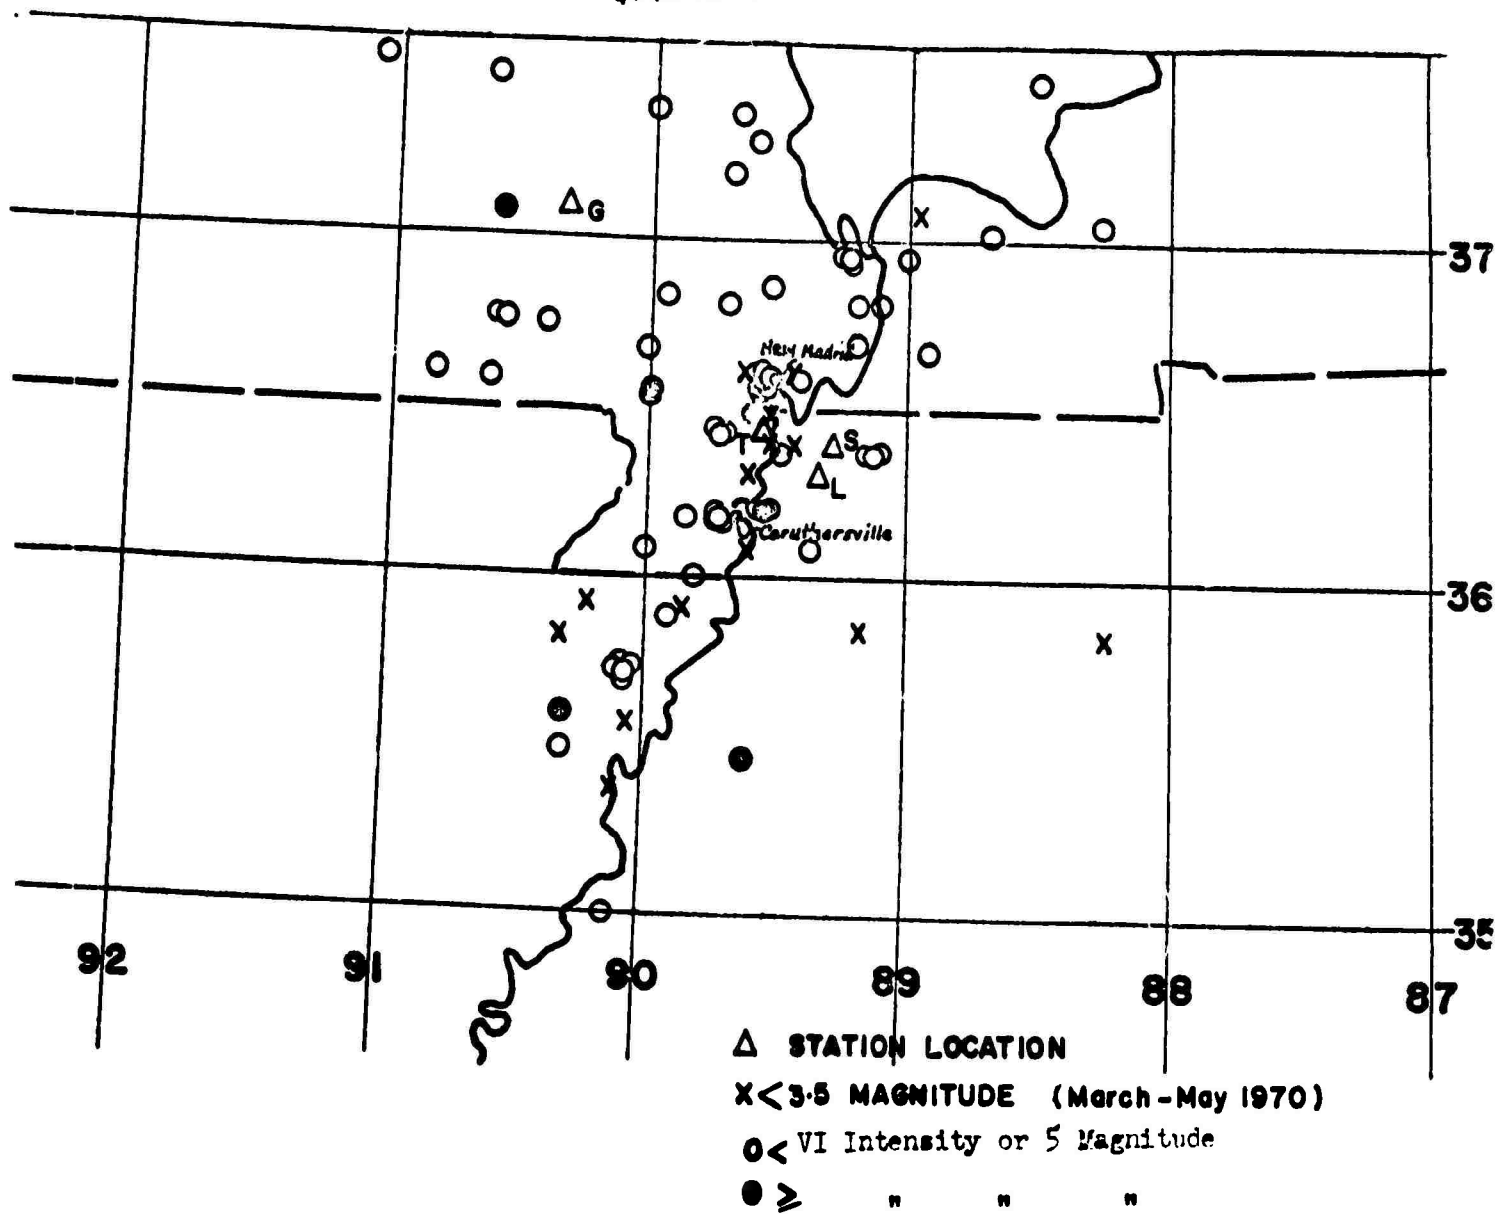 G
37
New Madrid
T
S
L
Caruthersville
36
35
92
91
90
89
88
87
Δ STATION LOCATION
X < 3.5 MAGNITUDE (March-May 1970)
O < VI Intensity or 5 Magnitude
● ≥ " " "